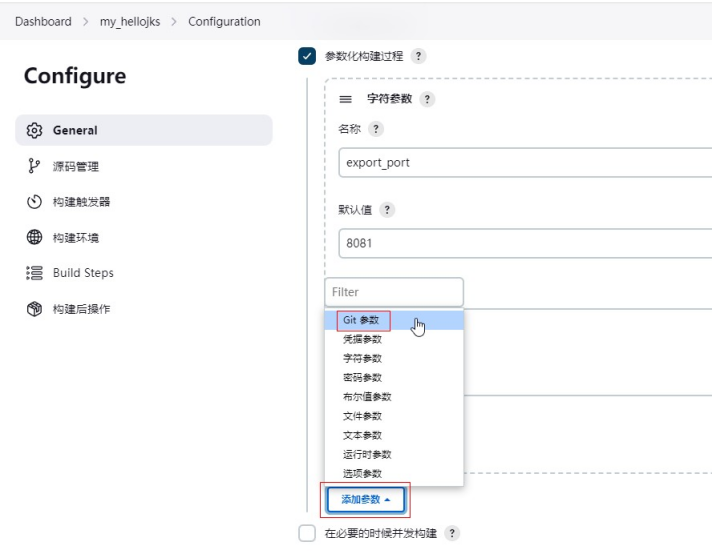 Dashboard > my_hellojks > Configuration
Configure
General
源码管理
构建触发器
构建环境
Build Steps
构建后操作
参数化构建过程 ?
字符参数 ?
名称 ?
export_port
默认值 ?
8081
Filter
Git 参数
凭据参数
字符参数
密码参数
布尔值参数
文件参数
文本参数
运行时参数
选项参数
添加参数
在必要的时候并发构建 ?